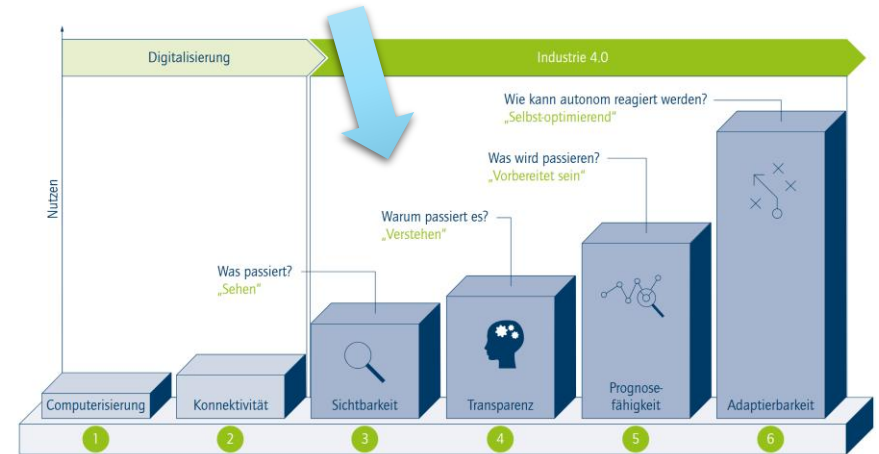 Digitalisierung
Industrie 4.0
Nutzen
Wie kann autonom reagiert werden?
„Selbst-optimierend“
Was wird passieren?
„Vorbereitet sein“
Warum passiert es?
„Verstehen“
Was passiert?
„Sehen“
Computerisierung
Konnektivität
Sichtbarkeit
Transparenz
Prognose-
fähigkeit
Adaptierbarkeit
1
2
3
4
5
6